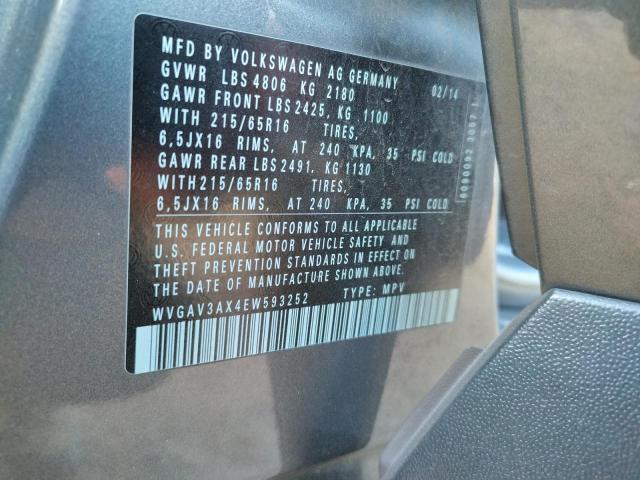 MFD BY VOLKSWAGEN AG GERMANY 02/14
GVWR LBS 4806 KG 2180
GAWR FRONT LBS 2425, KG 1100
WITH 215/65R16 TIRES,
6,5JX16 RIMS, AT 240 KPA, 35 PSI COLD
GAWR REAR LBS 2491, KG 1130
WITH215/65R16 TIRES,
6,5JX16 RIMS, AT 240 KPA, 35 PSI COLD
THIS VEHICLE CONFORMS TO ALL APPLICABLE
U.S. FEDERAL MOTOR VEHICLE SAFETY AND
THEFT PREVENTION STANDARDS IN EFFECT ON
THE DATE OF MANUFACTURE SHOWN ABOVE.
WVGAV3AX4EW593252 TYPE: MPV